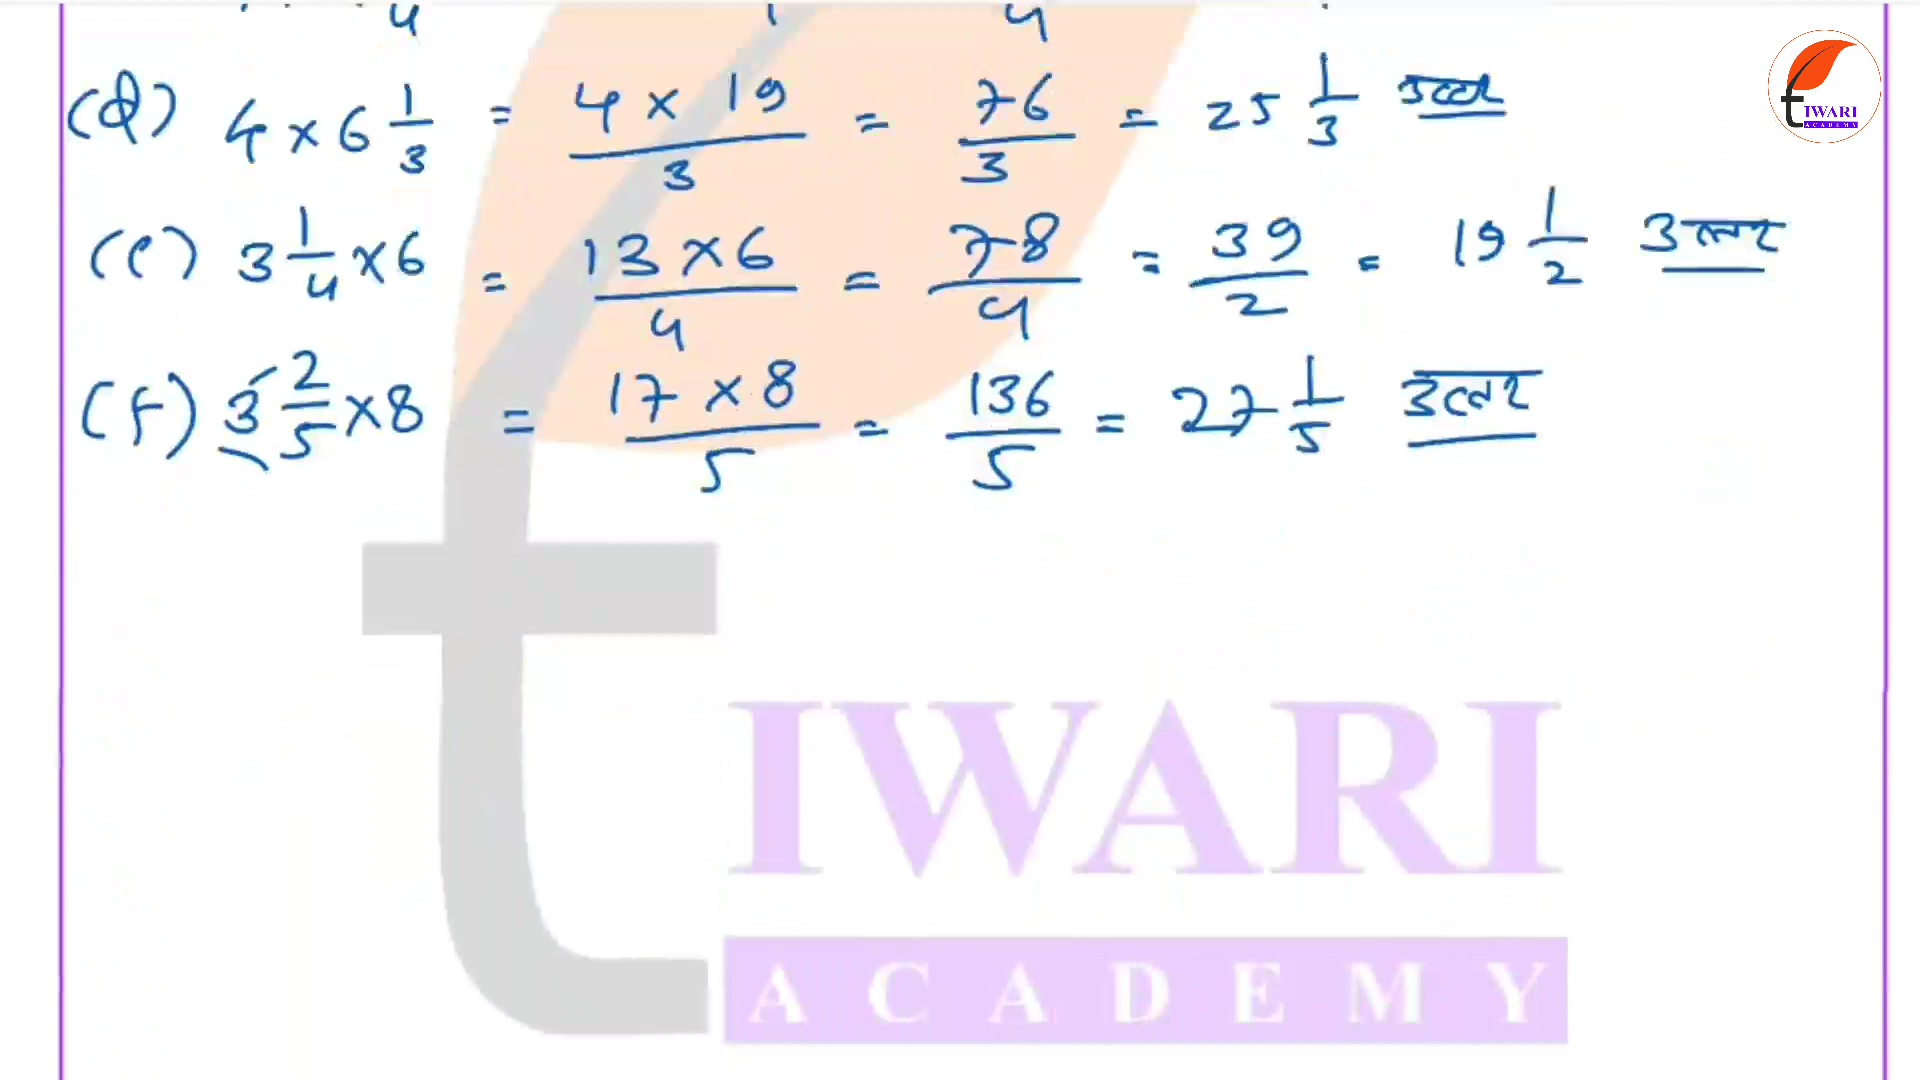 (d) 4 × 6 1/3 = 4 × 19/3 = 76/3 = 25 1/3 उत्तर
(e) 3 1/4 × 6 = 13 × 6/4 = 78/4 = 39/2 = 19 1/2 उत्तर
(f) 3 2/5 × 8 = 17 × 8/5 = 136/5 = 27 1/5 उत्तर
TIWARI
ACADEMY
tIWARI
ACADEMY